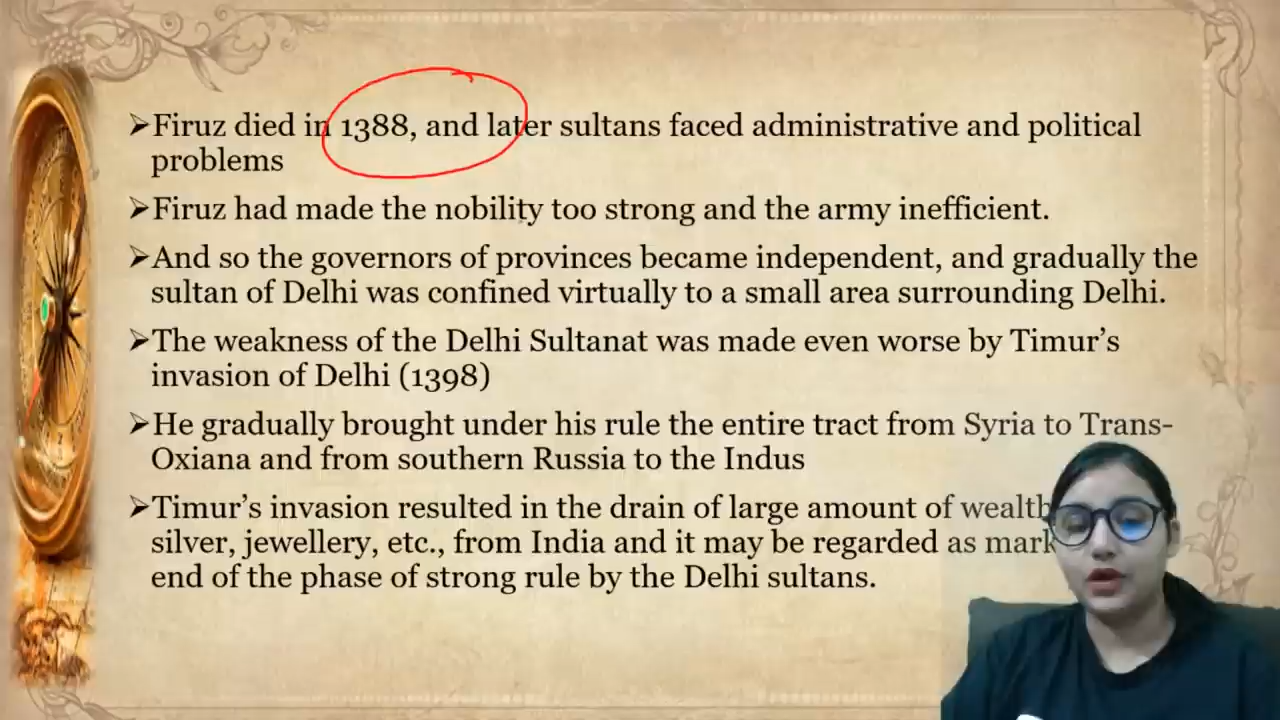 ➢Firuz died in 1388, and later sultans faced administrative and political
problems
➢Firuz had made the nobility too strong and the army inefficient.
➢And so the governors of provinces became independent, and gradually the
sultan of Delhi was confined virtually to a small area surrounding Delhi.
➢The weakness of the Delhi Sultanat was made even worse by Timur’s
invasion of Delhi (1398)
➢He gradually brought under his rule the entire tract from Syria to Trans-
Oxiana and from southern Russia to the Indus
➢Timur’s invasion resulted in the drain of large amount of wealth
silver, jewellery, etc., from India and it may be regarded as mark
end of the phase of strong rule by the Delhi sultans.